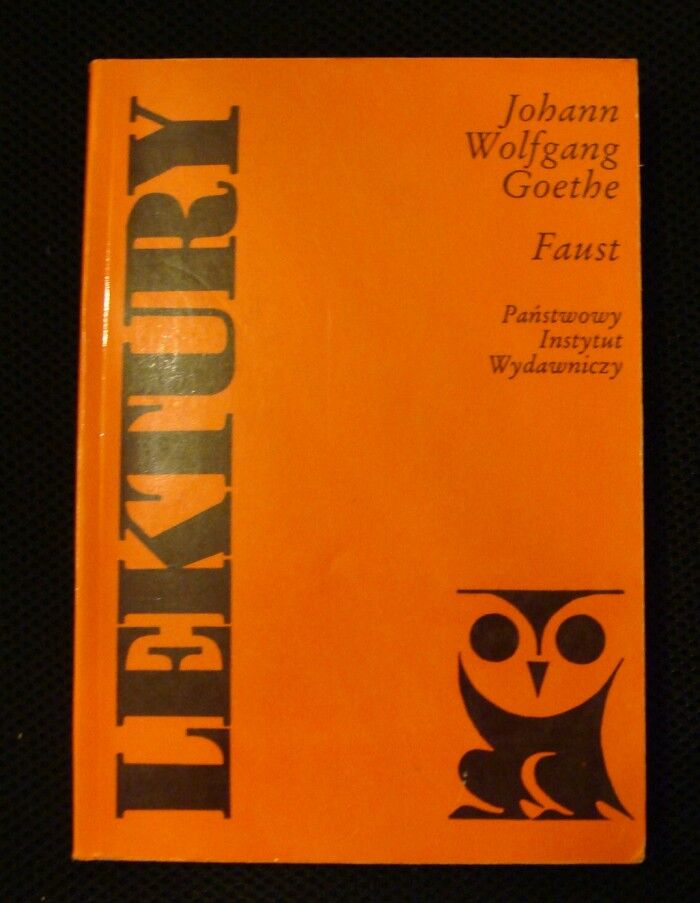 LEKTURY
Johann
Wolfgang
Goethe
Faust
Państwowy
Instytut
Wydawniczy